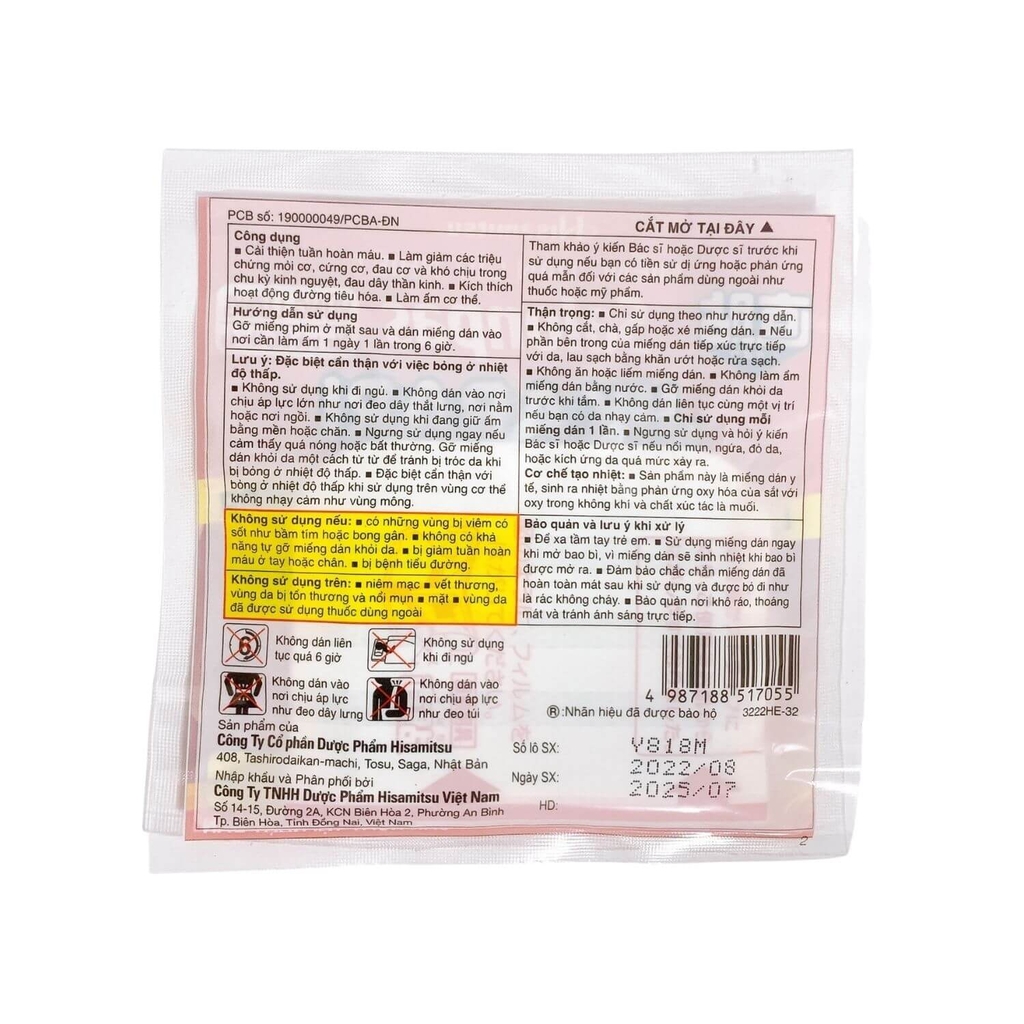 PCB số: 190000049/PCBA-ĐN
CẮT MỞ TẠI ĐÂY ▲
Công dụng
■ Cải thiện tuần hoàn máu. ■ Làm giảm các triệu
chứng mỏi cơ, cứng cơ, đau cơ và khó chịu trong
chu kỳ kinh nguyệt, đau dây thần kinh. ■ Kích thích
hoạt động đường tiêu hóa. ■ Làm ấm cơ thể.
Hướng dẫn sử dụng
Gỡ miếng phim ở mặt sau và dán miếng dán vào
nơi cần làm ấm 1 ngày 1 lần trong 6 giờ.
Lưu ý: Đặc biệt cẩn thận với việc bỏng ở nhiệt
độ thấp.
■ Không sử dụng khi đi ngủ. ■ Không dán vào nơi
chịu áp lực lớn như nơi đeo dây thắt lưng, nơi nằm
hoặc nơi ngồi. ■ Không sử dụng khi đang giữ ấm
bằng mền hoặc chăn. ■ Ngưng sử dụng ngay nếu
cảm thấy quá nóng hoặc bất thường. Gỡ miếng
dán khỏi da một cách từ từ để tránh bị tróc da khi
bị bỏng ở nhiệt độ thấp. ■ Đặc biệt cẩn thận với
bỏng ở nhiệt độ thấp khi sử dụng trên vùng cơ thể
không nhạy cảm như vùng mông.
Không sử dụng nếu: ■ có những vùng bị viêm có
sốt như bầm tím hoặc bong gân. ■ không có khả
năng tự gỡ miếng dán khỏi da. ■ bị giảm tuần hoàn
máu ở tay hoặc chân. ■ bị bệnh tiểu đường.
Không sử dụng trên: ■ niêm mạc ■ vết thương,
vùng da bị tổn thương và nổi mụn ■ mặt ■ vùng da
đã được sử dụng thuốc dùng ngoài
Tham khảo ý kiến Bác sĩ hoặc Dược sĩ trước khi
sử dụng nếu bạn có tiền sử dị ứng hoặc phản ứng
quá mẫn đối với các sản phẩm dùng ngoài như
thuốc hoặc mỹ phẩm.
Thận trọng: ■ Chỉ sử dụng theo như hướng dẫn.
■ Không cắt, chà, gấp hoặc xé miếng dán. ■ Nếu
phần bên trong của miếng dán tiếp xúc trực tiếp
với da, lau sạch bằng khăn ướt hoặc rửa sạch.
■ Không ăn hoặc liếm miếng dán. ■ Không làm ẩm
miếng dán bằng nước. ■ Gỡ miếng dán khỏi da
trước khi tắm. ■ Không dán liên tục cùng một vị trí
nếu bạn có da nhạy cảm. ■ Chỉ sử dụng mỗi
miếng dán 1 lần. ■ Ngưng sử dụng và hỏi ý kiến
Bác sĩ hoặc Dược sĩ nếu nổi mụn, ngứa, đỏ da,
hoặc kích ứng da quá mức xảy ra.
Cơ chế tạo nhiệt: ■ Sản phẩm này là miếng dán y
tế, sinh ra nhiệt bằng phản ứng oxy hóa của sắt với
oxy trong không khí và chất xúc tác là muối.
Bảo quản và lưu ý khi xử lý
■ Để xa tầm tay trẻ em. ■ Sử dụng miếng dán ngay
khi mở bao bì, vì miếng dán sẽ sinh nhiệt khi bao bì
được mở ra. ■ Đảm bảo chắc chắn miếng dán đã
hoàn toàn mát sau khi sử dụng và được bỏ đi như
là rác không cháy. ■ Bảo quản nơi khô ráo, thoáng
mát và tránh ánh sáng trực tiếp.
6
Không dán liên
tục quá 6 giờ
Không sử dụng
khi đi ngủ
Không dán vào
nơi chịu áp lực
như đeo dây lưng
Không dán vào
nơi chịu áp lực
như đeo túi
4 987188 517055
®:Nhãn hiệu đã được bảo hộ 3222HE-32
Sản phẩm của
Công Ty Cổ phần Dược Phẩm Hisamitsu
408, Tashirodaikan-machi, Tosu, Saga, Nhật Bản
Nhập khẩu và Phân phối bởi
Công Ty TNHH Dược Phẩm Hisamitsu Việt Nam
Số 14-15, Đường 2A, KCN Biên Hòa 2, Phường An Bình
Tp. Biên Hòa, Tỉnh Đồng Nai, Việt Nam
Số lô SX: Y818M
Ngày SX: 2022/08
HD: 2025/07
2